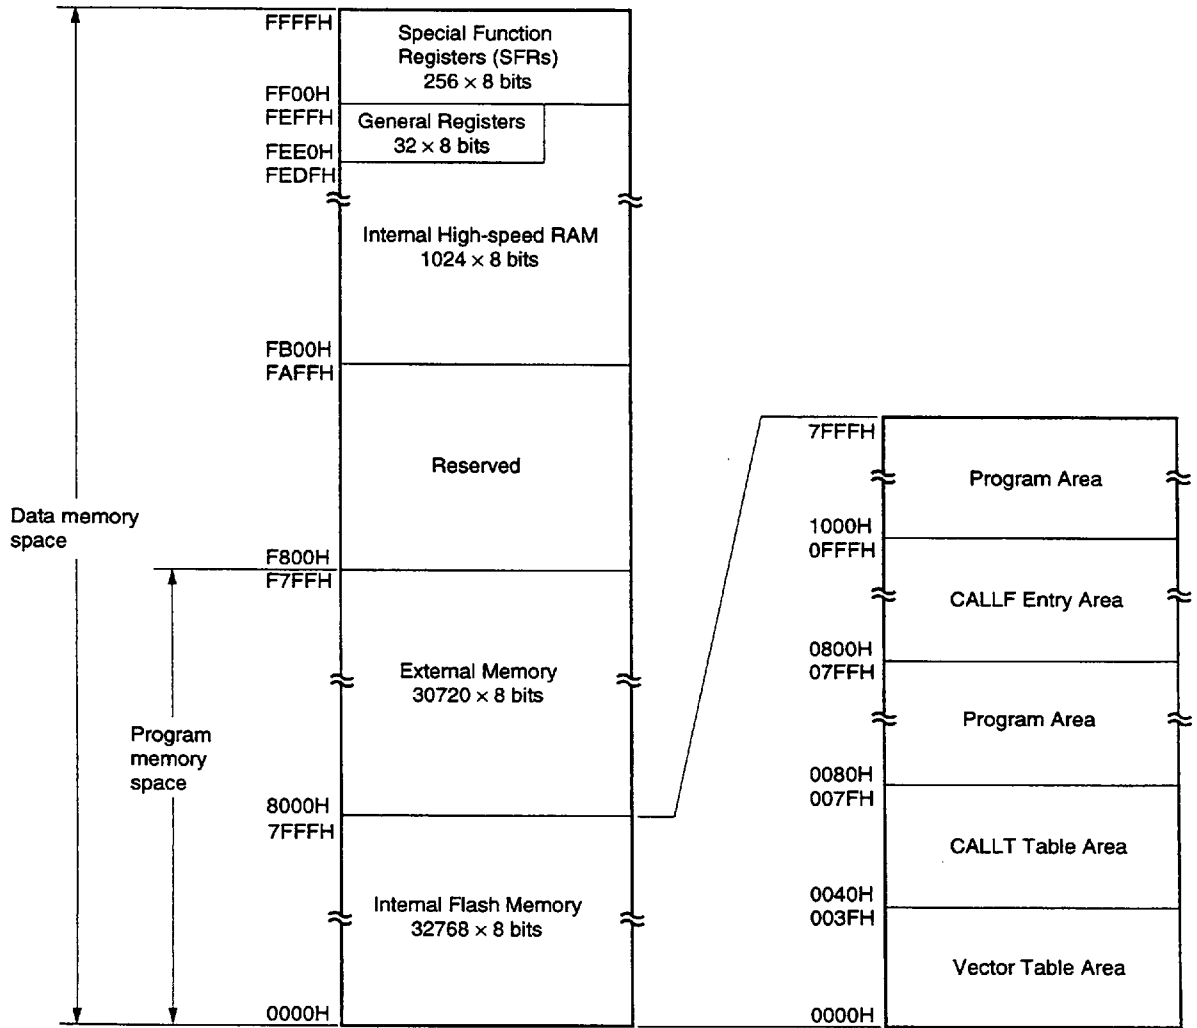 FFFFH
Special Function
Registers (SFRs)
256 × 8 bits
FF00H
FEFFH
General Registers
32 × 8 bits
FEE0H
FEDFH
Internal High-speed RAM
1024 × 8 bits
FB00H
FAFFH
Reserved
F800H
F7FFH
External Memory
30720 × 8 bits
8000H
7FFFH
Internal Flash Memory
32768 × 8 bits
0000H
Data memory
space
Program
memory
space
7FFFH
Program Area
1000H
0FFFH
CALLF Entry Area
0800H
07FFH
Program Area
0080H
007FH
CALLT Table Area
0040H
003FH
Vector Table Area
0000H